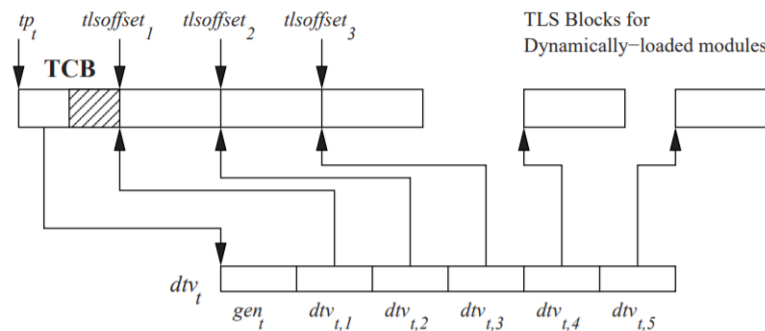 tp_t tlsoffset_1 tlsoffset_2 tlsoffset_3
TLS Blocks for
Dynamically−loaded modules
TCB
dtv_t
gen_t dtv_t,1 dtv_t,2 dtv_t,3 dtv_t,4 dtv_t,5